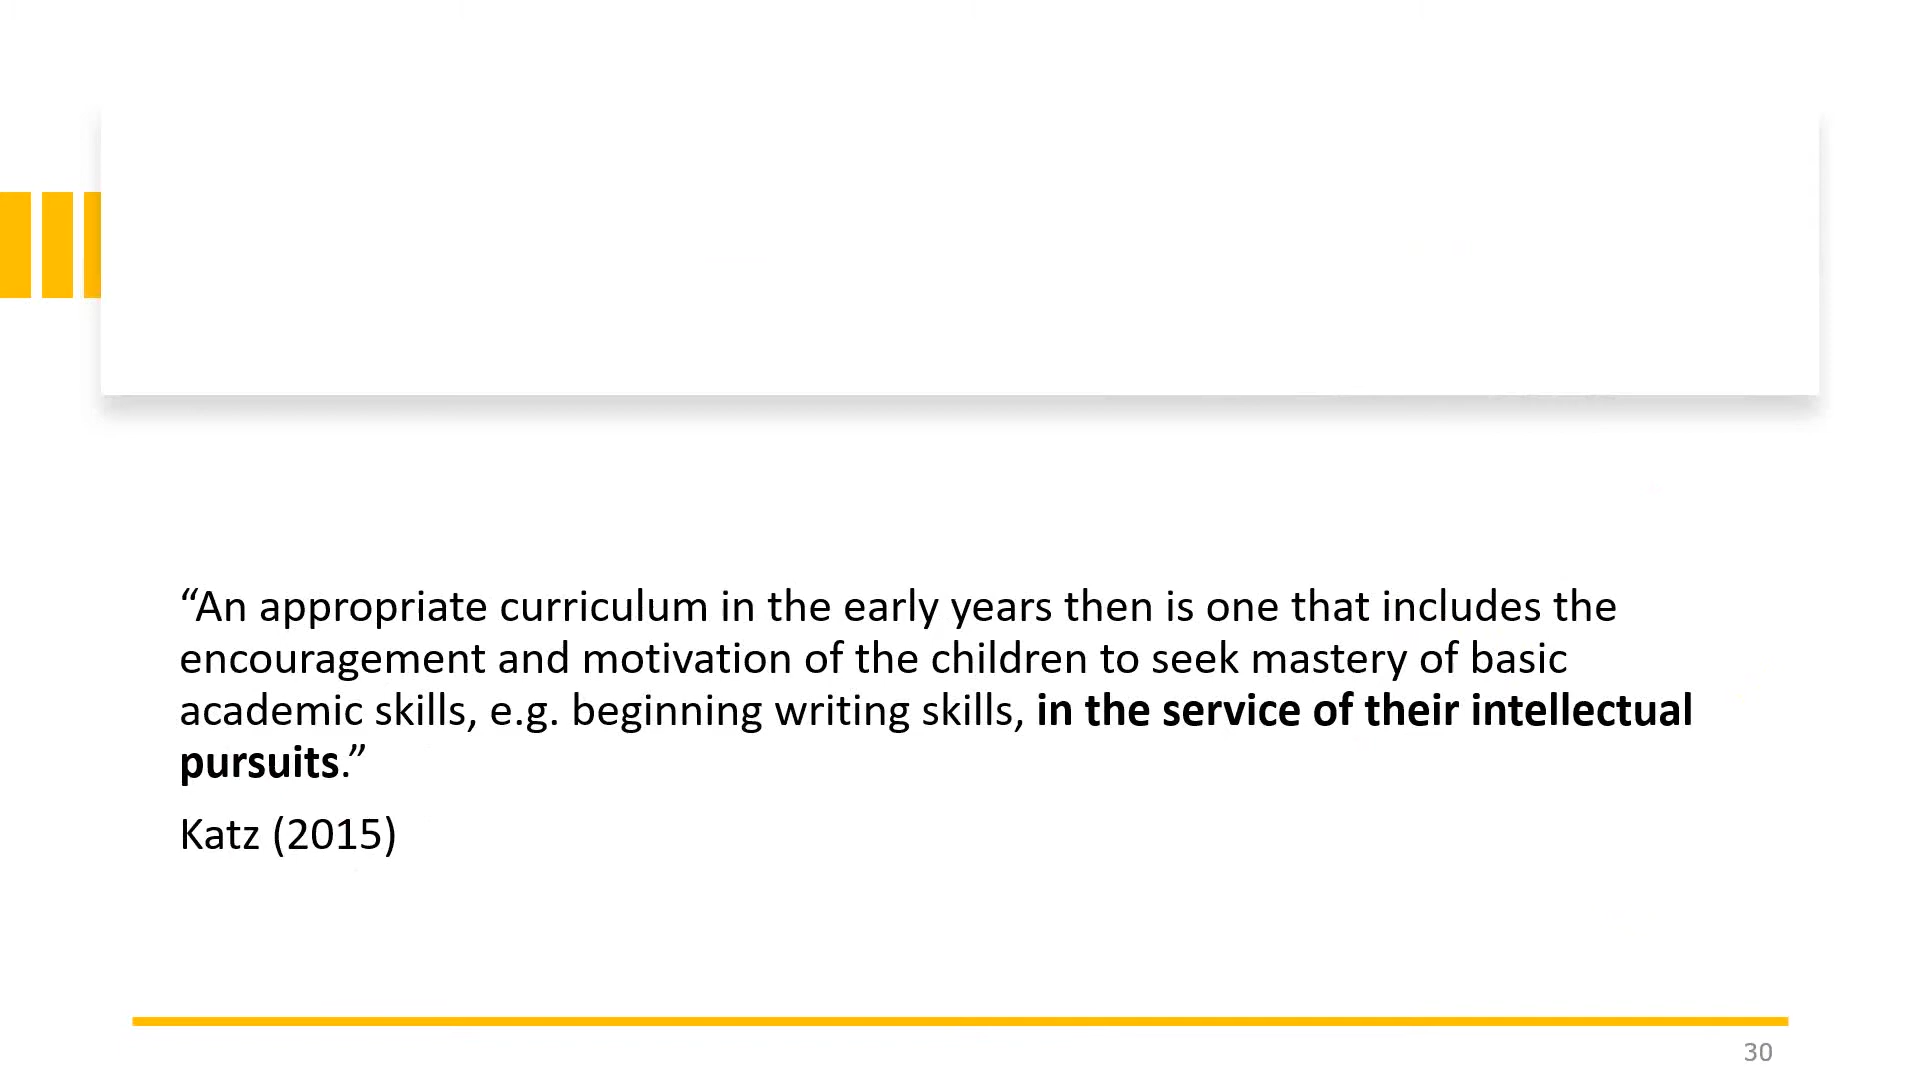 “An appropriate curriculum in the early years then is one that includes the
encouragement and motivation of the children to seek mastery of basic
academic skills, e.g. beginning writing skills, in the service of their intellectual
pursuits.”
Katz (2015)
30